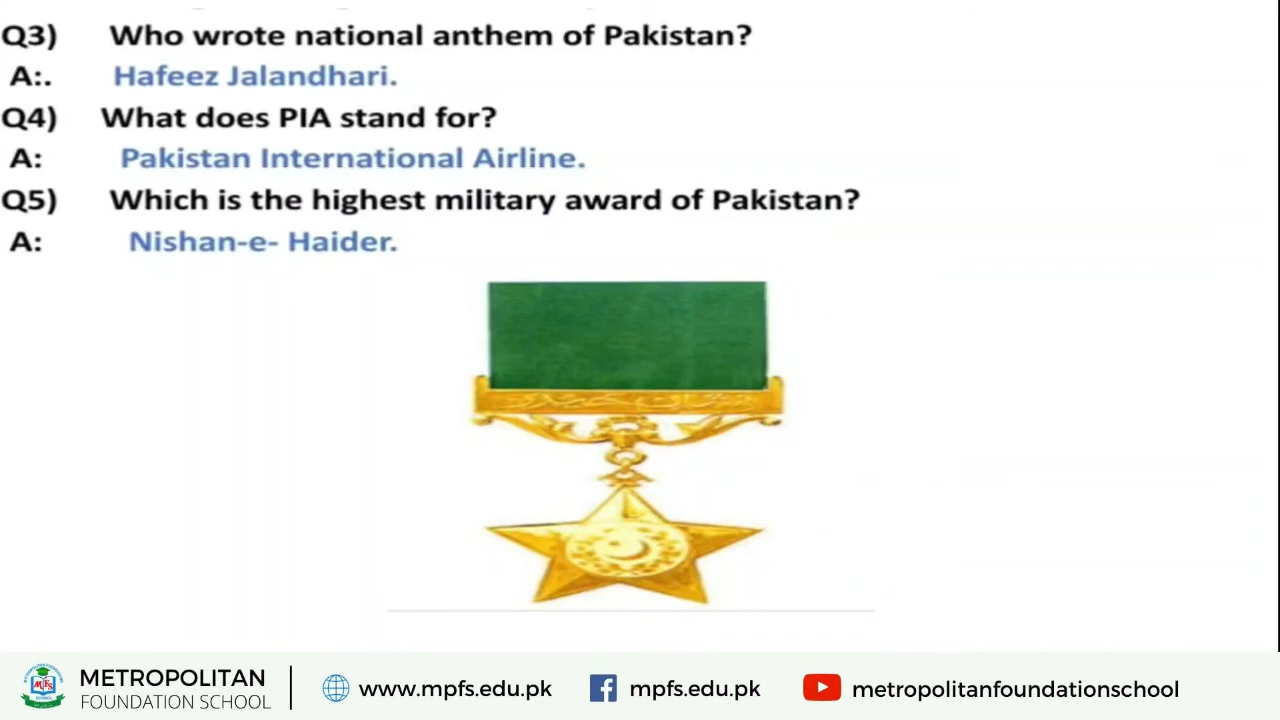 Q3) Who wrote national anthem of Pakistan?
A:. Hafeez Jalandhari.
Q4) What does PIA stand for?
A: Pakistan International Airline.
Q5) Which is the highest military award of Pakistan?
A: Nishan-e- Haider.
METROPOLITAN
FOUNDATION SCHOOL
www.mpfs.edu.pk
mpfs.edu.pk
metropolitanfoundationschool